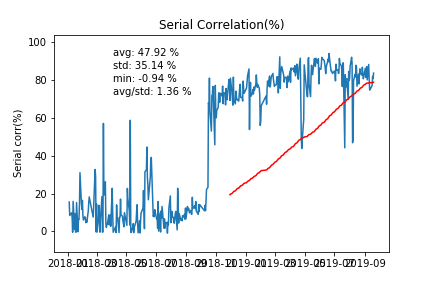 Serial Correlation(%)
100
80
60
40
20
0
Serial corr(%)
avg: 47.92 %
std: 35.14 %
min: -0.94 %
avg/std: 1.36 %
2018-01 2018-03 2018-05 2018-07 2018-09 2018-11 2019-01 2019-03 2019-05 2019-07 2019-09